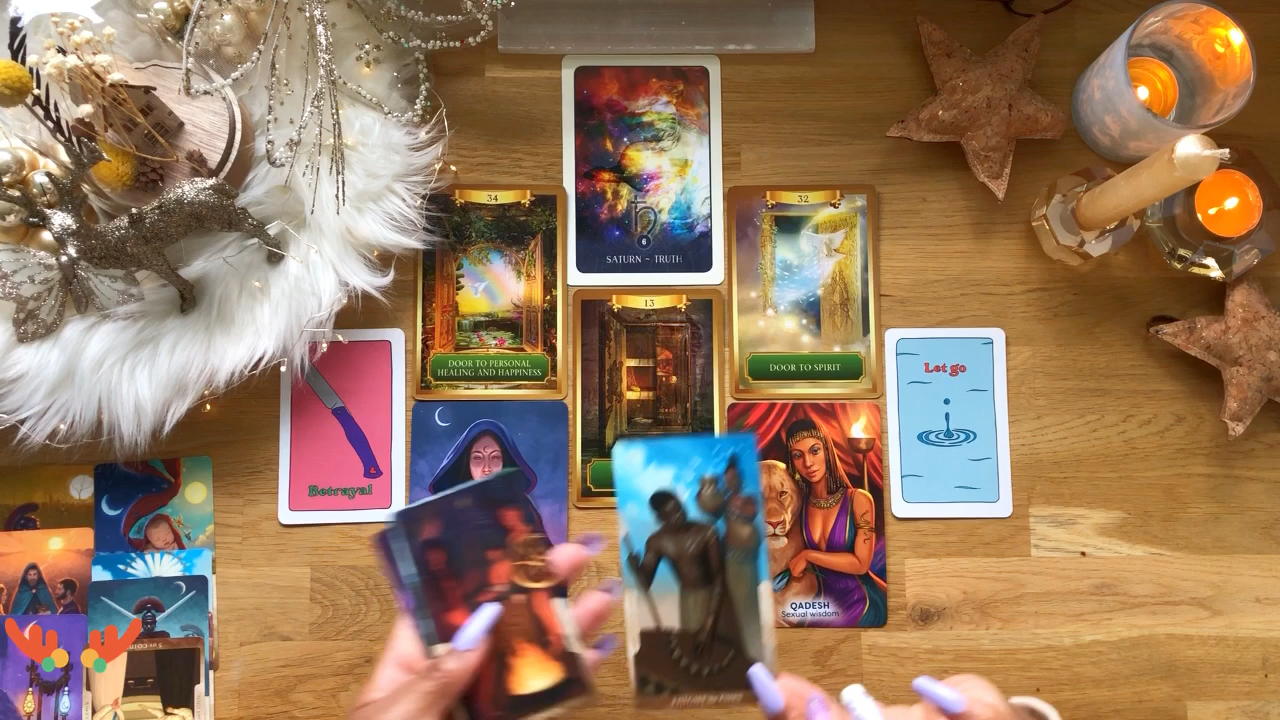 SATURN ~ TRUTH
6
34
DOOR TO PERSONAL
HEALING AND HAPPINESS
13
32
DOOR TO SPIRIT
Betrayal
Let go
QADESH
Sexual wisdom